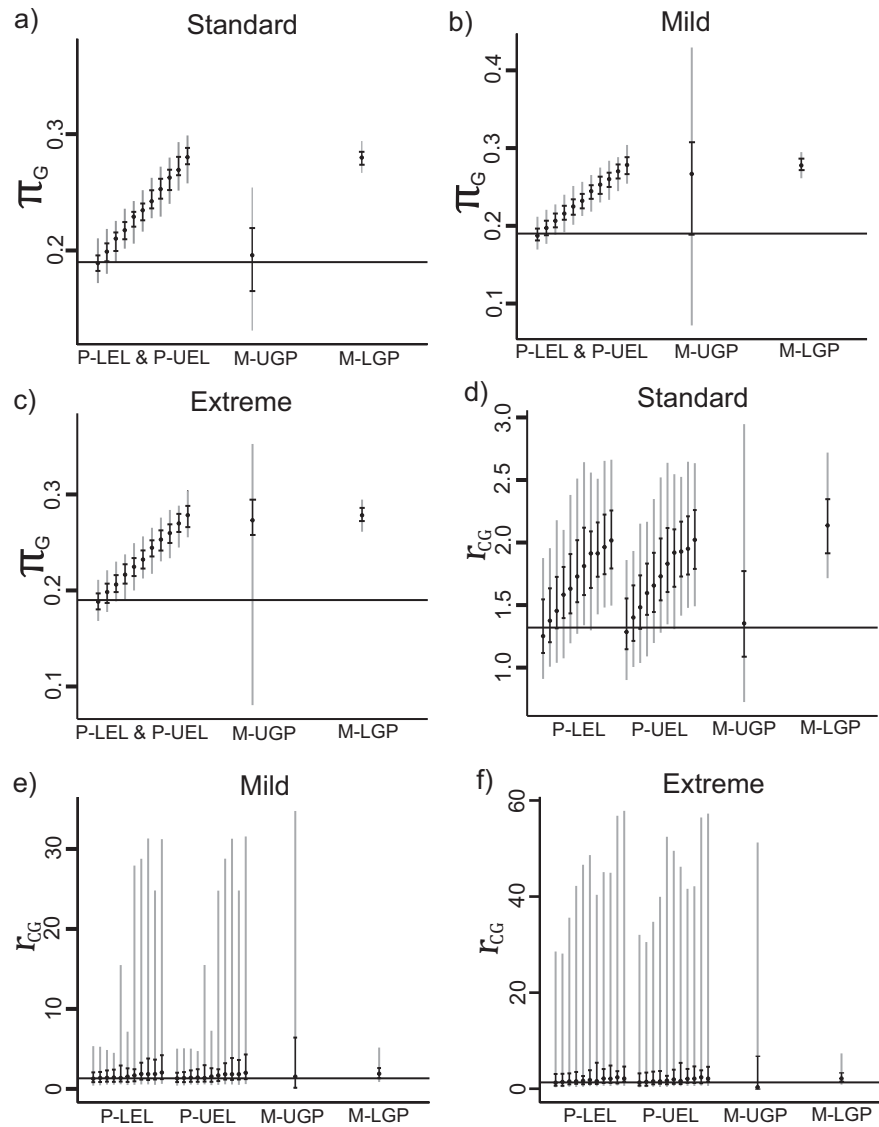 a) Standard
πG
0.3
0.2
P-LEL & P-UEL M-UGP M-LGP
b) Mild
πG
0.4
0.3
0.2
0.1
P-LEL & P-UEL M-UGP M-LGP
c) Extreme
πG
0.3
0.2
0.1
P-LEL & P-UEL M-UGP M-LGP
d) Standard
rCG
3.0
2.5
2.0
1.5
1.0
P-LEL P-UEL M-UGP M-LGP
e) Mild
rCG
30
20
10
0
P-LEL P-UEL M-UGP M-LGP
f) Extreme
rCG
60
40
20
0
P-LEL P-UEL M-UGP M-LGP